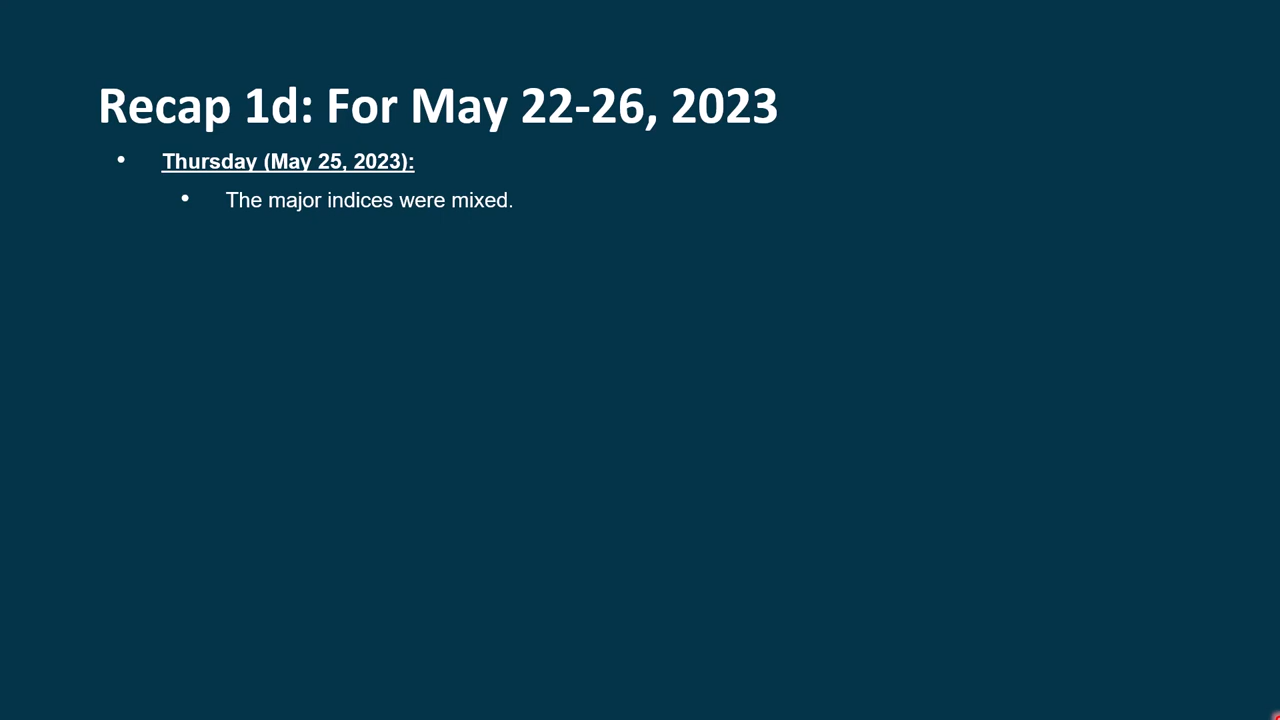 Recap 1d: For May 22-26, 2023
• Thursday (May 25, 2023):
• The major indices were mixed.